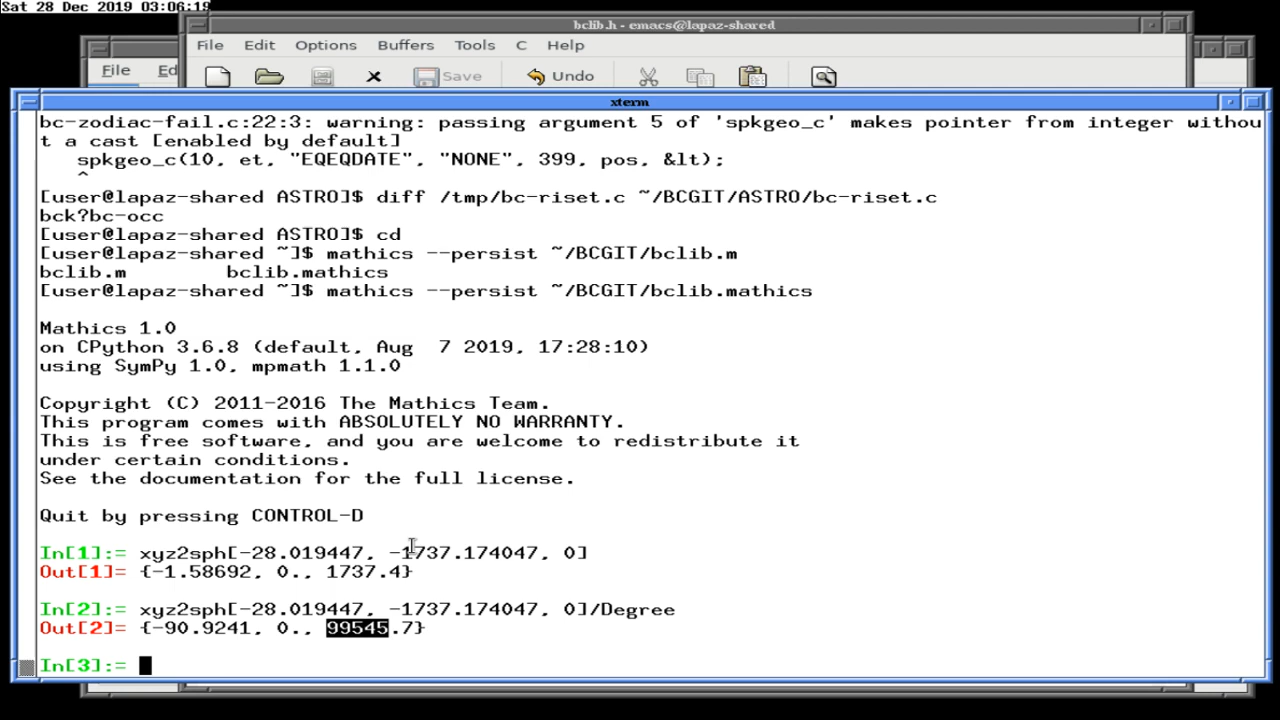 Sat 28 Dec 2019 03:06:19
bclib.h - emacs@lapaz-shared
File Edit Options Buffers Tools C Help
File Ed
Save Undo
xterm
bc-zodiac-fail.c:22:3: warning: passing argument 5 of 'spkgeo_c' makes pointer from integer withou
t a cast [enabled by default]
   spkgeo_c(10, et, "EQEQDATE", "NONE", 399, pos, &lt);
   ^
[user@lapaz-shared ASTRO]$ diff /tmp/bc-riset.c ~/BCGIT/ASTRO/bc-riset.c
bck?bc-occ
[user@lapaz-shared ASTRO]$ cd
[user@lapaz-shared ~]$ mathics --persist ~/BCGIT/bclib.m
bclib.m        bclib.mathics
[user@lapaz-shared ~]$ mathics --persist ~/BCGIT/bclib.mathics
Mathics 1.0
on CPython 3.6.8 (default, Aug  7 2019, 17:28:10)
using SymPy 1.0, mpmath 1.1.0
Copyright (C) 2011-2016 The Mathics Team.
This program comes with ABSOLUTELY NO WARRANTY.
This is free software, and you are welcome to redistribute it
under certain conditions.
See the documentation for the full license.
Quit by pressing CONTROL-D
In[1]:= xyz2sph[-28.019447, -1737.174047, 0]
Out[1]= {-1.58692, 0., 1737.4}
In[2]:= xyz2sph[-28.019447, -1737.174047, 0]/Degree
Out[2]= {-90.9241, 0., 99545.7}
In[3]:=